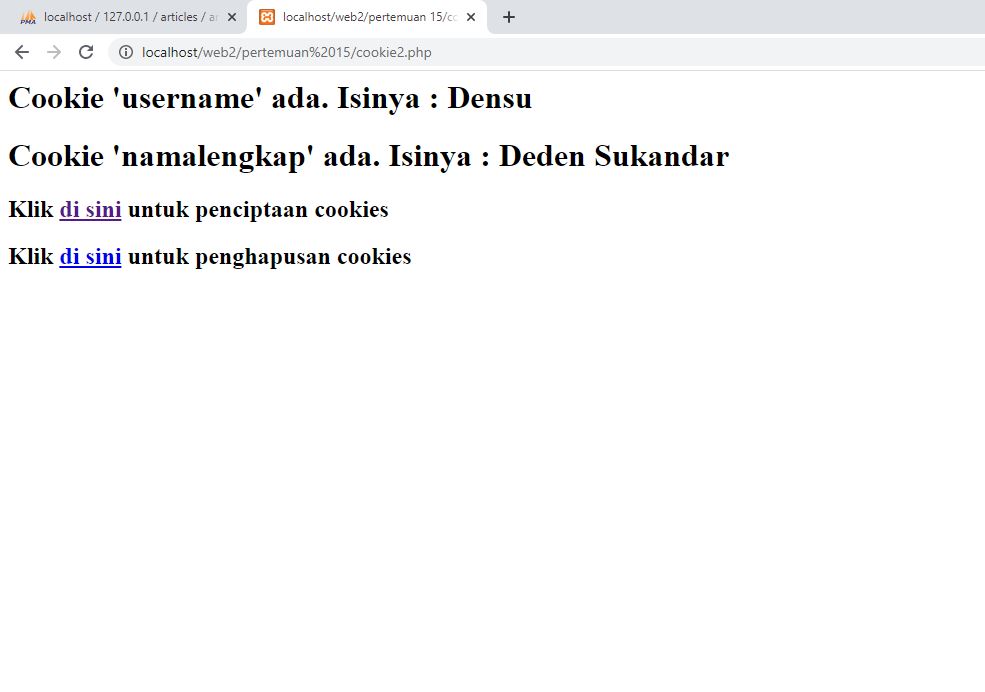 PMA localhost / 127.0.0.1 / articles /
localhost/web2/pertemuan 15/co
localhost/web2/pertemuan%2015/cookie2.php
Cookie 'username' ada. Isinya : Densu
Cookie 'namalengkap' ada. Isinya : Deden Sukandar
Klik di sini untuk penciptaan cookies
Klik di sini untuk penghapusan cookies